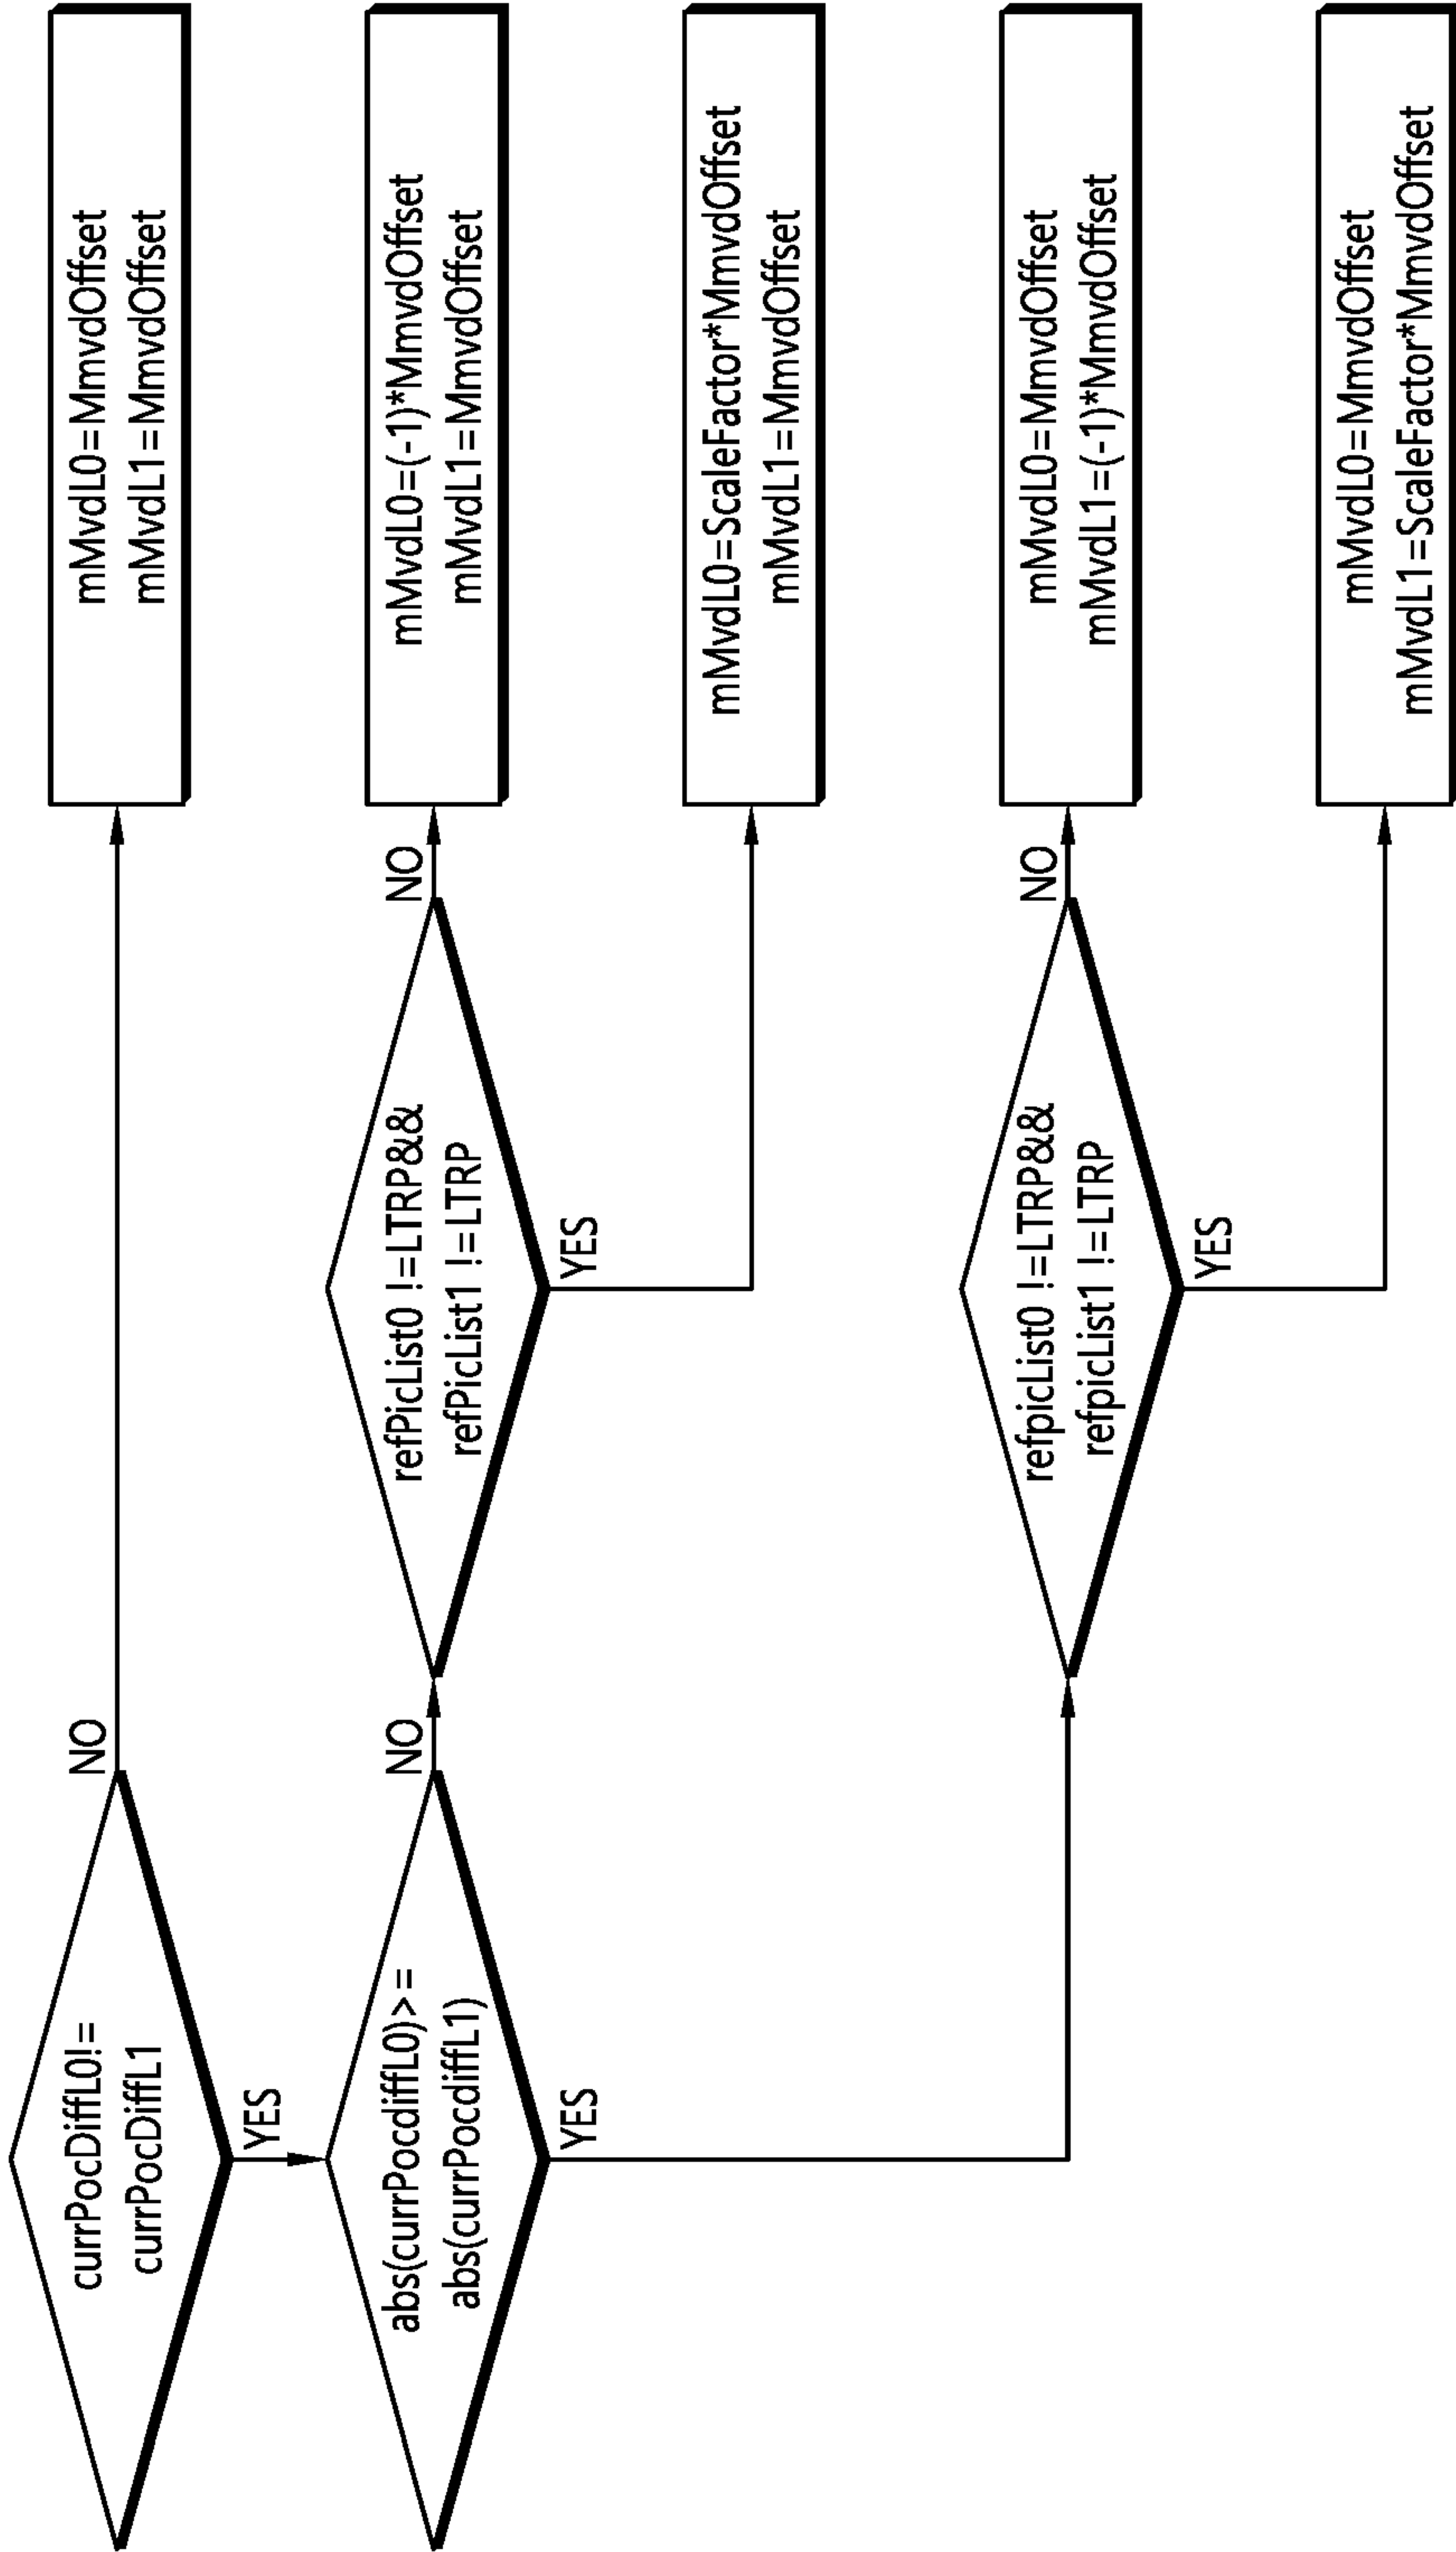 currPocDiffL0!=
currPocDiffL1
NO
mMvdL0=MmvdOffset
mMvdL1=MmvdOffset
YES
abs(currPocdiffL0)>=
abs(currPocdiffL1)
NO
refPicList0 !=LTRP&&
refPicList1 !=LTRP
NO
mMvdL0=(-1)*MmvdOffset
mMvdL1=MmvdOffset
YES
YES
mMvdL0=ScaleFactor*MmvdOffset
mMvdL1=MmvdOffset
refpicList0 !=LTRP&&
refpicList1 !=LTRP
NO
mMvdL0=MmvdOffset
mMvdL1=(-1)*MmvdOffset
YES
mMvdL0=MmvdOffset
mMvdL1=ScaleFactor*MmvdOffset